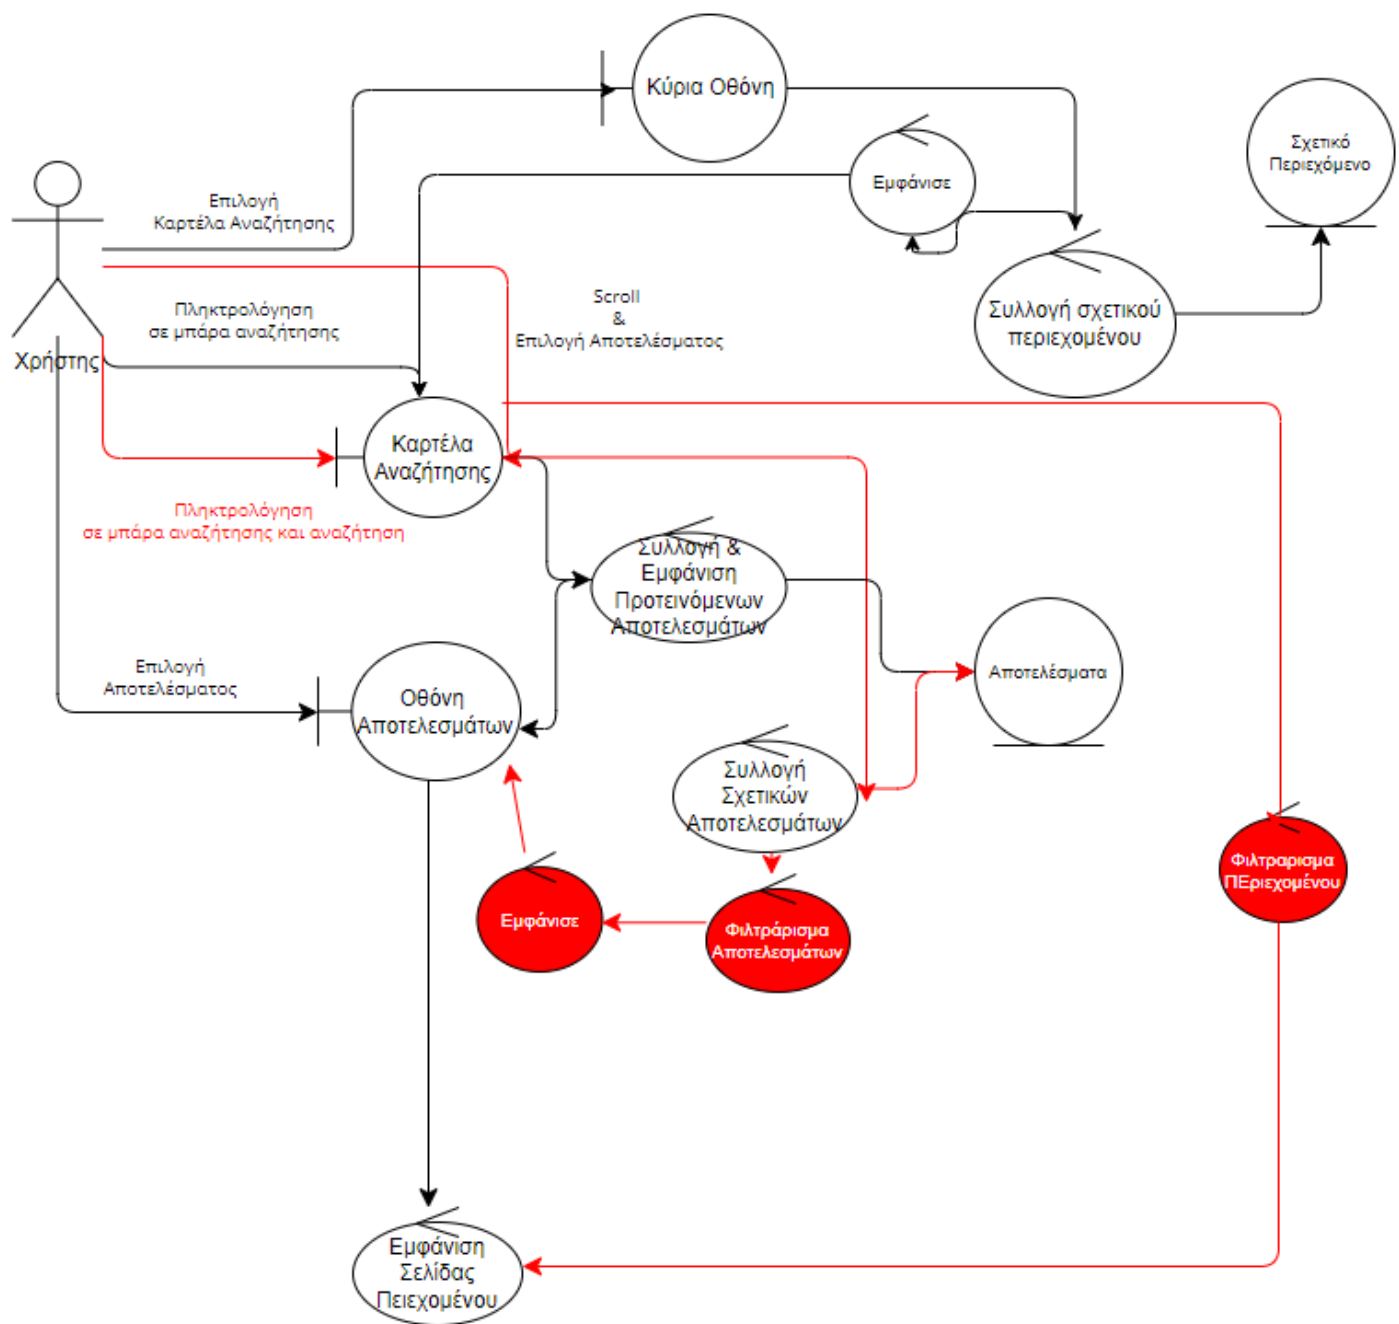 Κύρια Οθόνη
Σχετικό
Περιεχόμενο
Εμφάνισε
Επιλογή
Καρτέλα Αναζήτησης
Συλλογή σχετικού
περιεχομένου
Πληκτρολόγηση
σε μπάρα αναζήτησης
Scroll
&
Επιλογή Αποτελέσματος
Χρήστης
Καρτέλα
Αναζήτησης
Πληκτρολόγηση
σε μπάρα αναζήτησης και αναζήτηση
Συλλογή &
Εμφάνιση
Προτεινόμενων
Αποτελεσμάτων
Επιλογή
Αποτελέσματος
Οθόνη
Αποτελεσμάτων
Αποτελέσματα
Συλλογή
Σχετικών
Αποτελεσμάτων
Φιλτραρισμα
ΠΕριεχομένου
Εμφάνισε
Φιλτράρισμα
Αποτελεσμάτων
Εμφάνιση
Σελίδας
Πειεχομένου